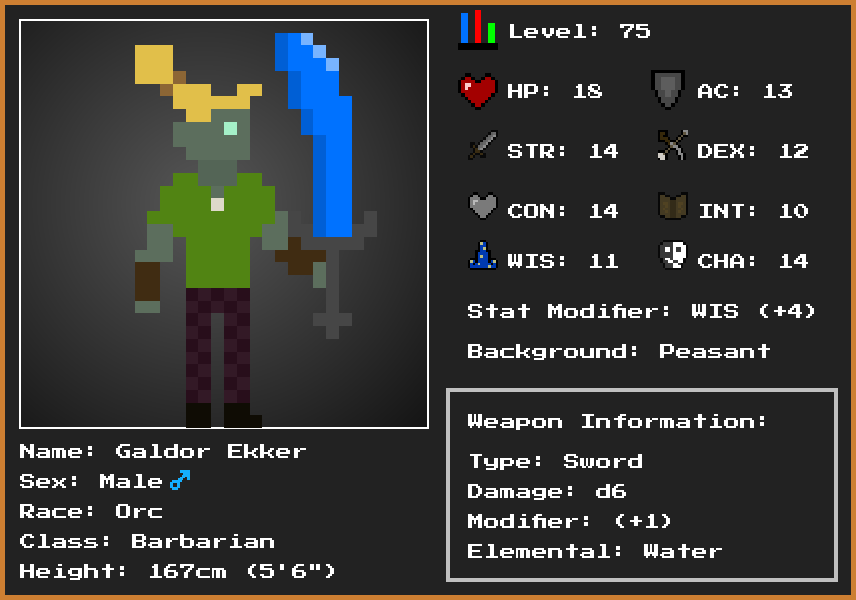 Level: 75
HP: 18 AC: 13
STR: 14 DEX: 12
CON: 14 INT: 10
WIS: 11 CHA: 14
Stat Modifier: WIS (+4)
Background: Peasant
Weapon Information:
Type: Sword
Damage: d6
Modifier: (+1)
Elemental: Water
Name: Galdor Ekker
Sex: Male ♂
Race: Orc
Class: Barbarian
Height: 167cm (5'6")